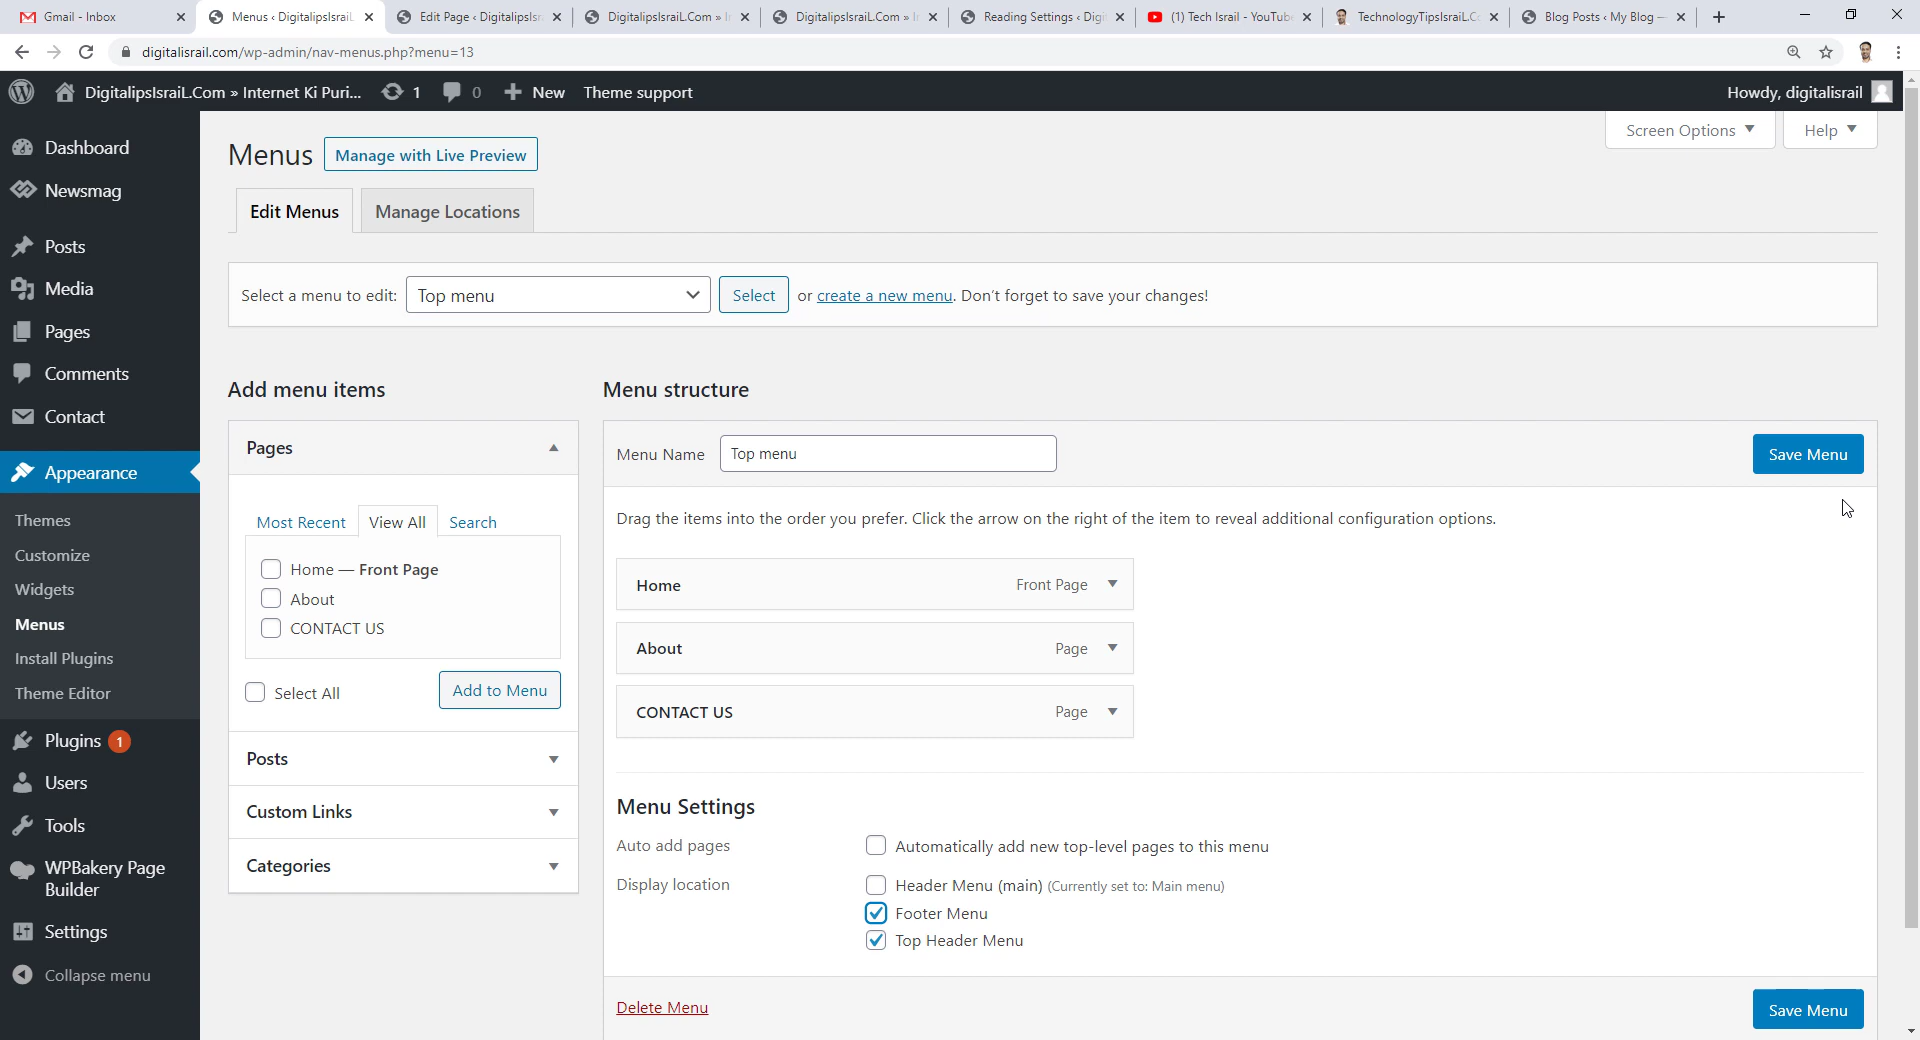 Gmail - Inbox
Menus ‹ DigitalipsIsrail
Edit Page ‹ DigitalipsIsr
DigitalipsIsraiL.Com » I
DigitalipsIsraiL.Com » I
Reading Settings ‹ Digi
(1) Tech Israil - YouTub
TechnologyTipsIsraiL.C
Blog Posts ‹ My Blog —
digitalisrail.com/wp-admin/nav-menus.php?menu=13
DigitalipsIsraiL.Com » Internet Ki Puri... 1 0 New Theme support
Howdy, digitalisrail
Screen Options Help
Dashboard
Newsmag
Posts
Media
Pages
Comments
Contact
Appearance
Themes
Customize
Widgets
Menus
Install Plugins
Theme Editor
Plugins 1
Users
Tools
WPBakery Page
Builder
Settings
Collapse menu
Menus Manage with Live Preview
Edit Menus Manage Locations
Select a menu to edit: Top menu Select or create a new menu. Don't forget to save your changes!
Add menu items
Pages
Most Recent View All Search
Home — Front Page
About
CONTACT US
Select All Add to Menu
Posts
Custom Links
Categories
Menu structure
Menu Name Top menu Save Menu
Drag the items into the order you prefer. Click the arrow on the right of the item to reveal additional configuration options.
Home Front Page
About Page
CONTACT US Page
Menu Settings
Auto add pages Automatically add new top-level pages to this menu
Display location Header Menu (main) (Currently set to: Main menu)
Footer Menu
Top Header Menu
Delete Menu Save Menu